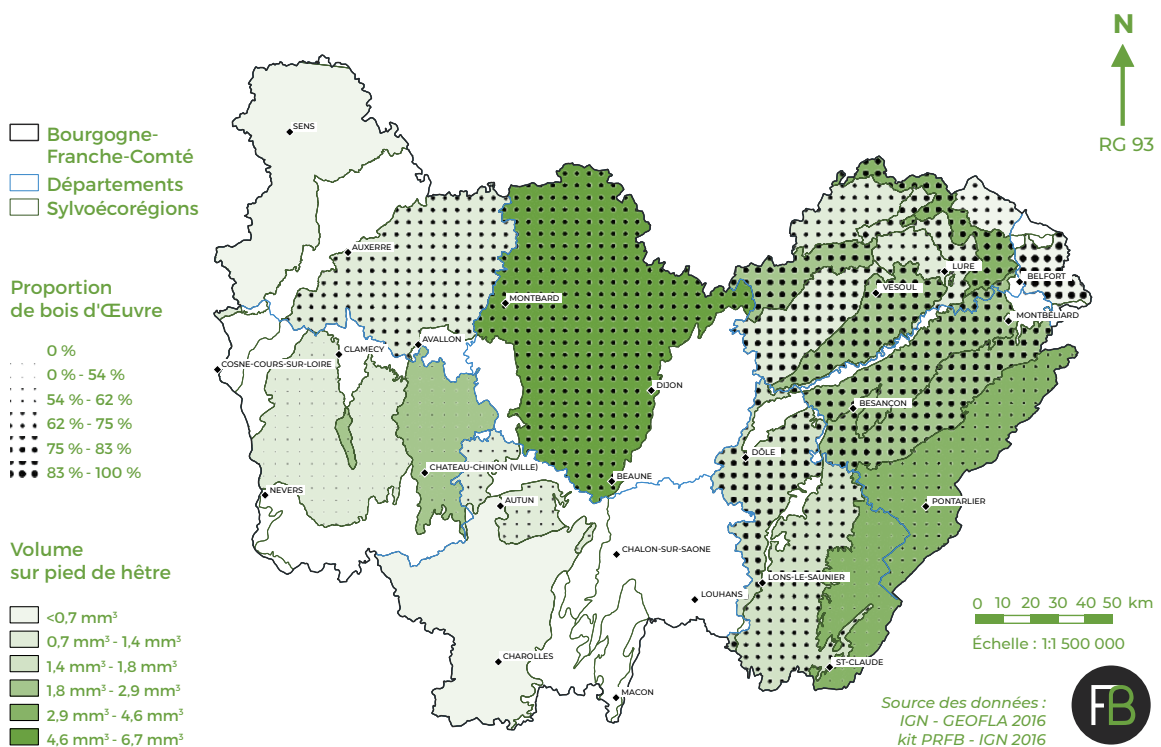 N
RG 93
Bourgogne-
Franche-Comté
Départements
Sylvoécorégions
Proportion
de bois d'Œuvre
0 %
0 % - 54 %
54 % - 62 %
62 % - 75 %
75 % - 83 %
83 % - 100 %
Volume
sur pied de hêtre
<0,7 mm³
0,7 mm³ - 1,4 mm³
1,4 mm³ - 1,8 mm³
1,8 mm³ - 2,9 mm³
2,9 mm³ - 4,6 mm³
4,6 mm³ - 6,7 mm³
SENS
AUXERRE
MONTBARD
AVALLON
CLAMECY
COSNE-COURS-SUR-LOIRE
DIJON
CHATEAU-CHINON (VILLE)
NEVERS
AUTUN
BEAUNE
CHALON-SUR-SAONE
LOUHANS
CHAROLLES
MACON
LURE
BELFORT
VESOUL
MONTBÉLIARD
BESANÇON
DÔLE
PONTARLIER
LONS-LE-SAUNIER
ST-CLAUDE
0 10 20 30 40 50 km
Échelle : 1:1 500 000
Source des données :
IGN - GEOFLA 2016
kit PRFB - IGN 2016
FB